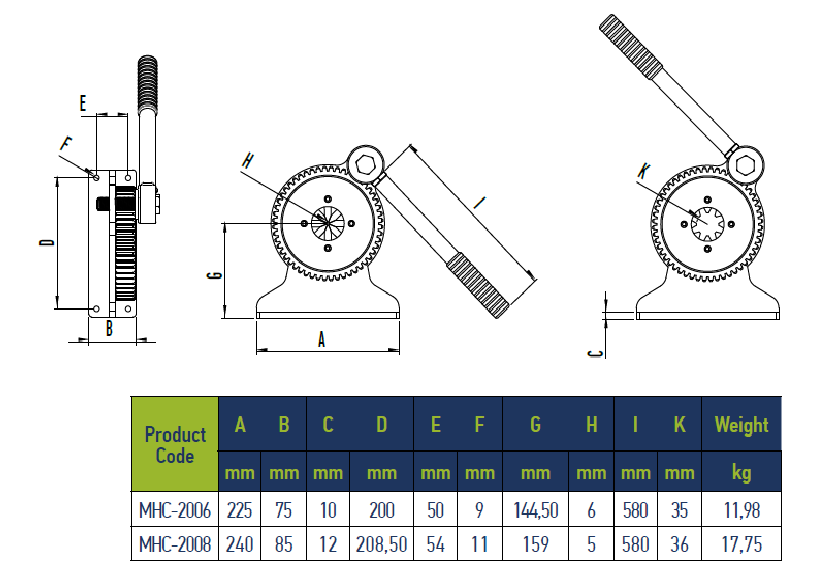 E
F
D
B
H
I
G
A
K
C
Product Code A B C D E F G H I K Weight
mm mm mm mm mm mm mm mm mm mm kg
MHC-2006 225 75 10 200 50 9 144,50 6 580 35 11,98
MHC-2008 240 85 12 208,50 54 11 159 5 580 36 17,75